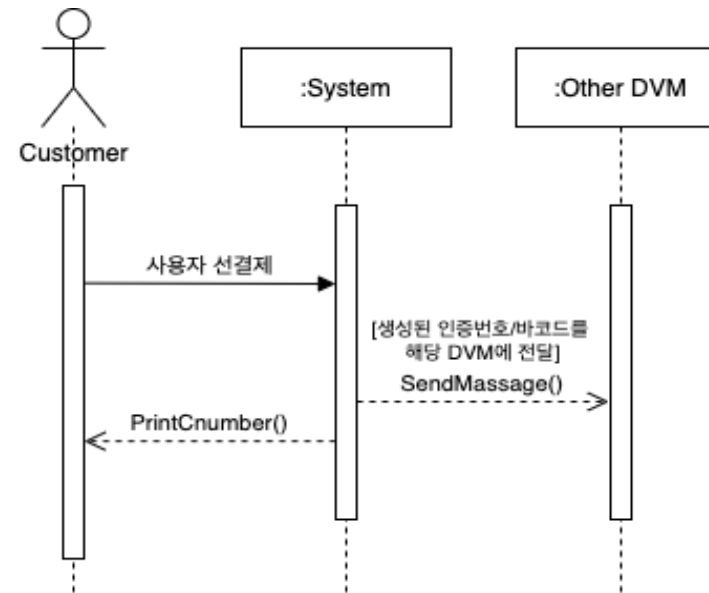 :System
:Other DVM
Customer
사용자 선결제
[생성된 인증번호/바코드를
해당 DVM에 전달]
SendMassage()
PrintCnumber()